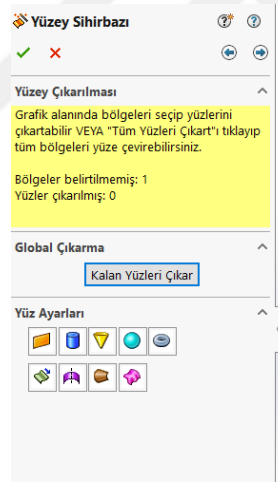 Yüzey Sihirbazı
Yüzey Çıkarılması
Grafik alanında bölgeleri seçip yüzlerini
çıkartabilir VEYA "Tüm Yüzleri Çıkart"ı tıklayıp
tüm bölgeleri yüze çevirebilirsiniz.
Bölgeler belirtilmemiş: 1
Yüzler çıkarılmış: 0
Global Çıkarma
Kalan Yüzleri Çıkar
Yüz Ayarları